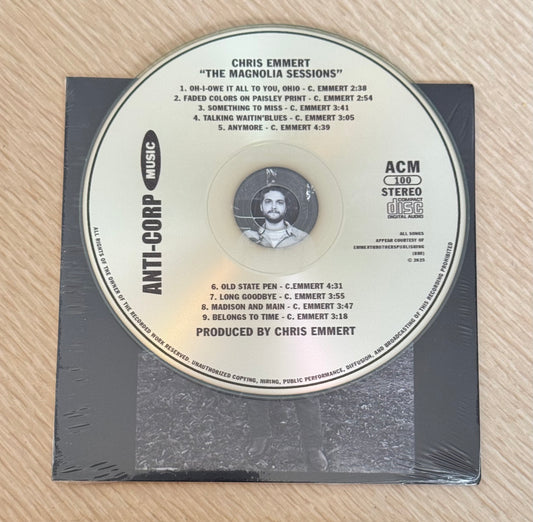 CHRIS EMMERT
"THE MAGNOLIA SESSIONS"
1. OH-I-OWE IT ALL TO YOU, OHIO - C. EMMERT 2:38
2. FADED COLORS ON PAISLEY PRINT - C. EMMERT 2:54
3. SOMETHING TO MISS - C. EMMERT 3:41
4. TALKING WAITIN'BLUES - C. EMMERT 3:05
5. ANYMORE - C. EMMERT 4:39
ANTI-CORP MUSIC
ACM
100
STEREO
COMPACT
disc
DIGITAL AUDIO
ALL SONGS
APPEAR COURTESY OF
EMMERTBROTHERSPUBLISHING
(BMI)
© 2025
6. OLD STATE PEN - C.EMMERT 4:31
7. LONG GOODBYE - C. EMMERT 3:55
8. MADISON AND MAIN - C. EMMERT 3:47
9. BELONGS TO TIME - C. EMMERT 3:18
PRODUCED BY CHRIS EMMERT
ALL RIGHTS OF THE OWNER OF THE RECORDED WORK RESERVED. UNAUTHORIZED COPYING, HIRING, PUBLIC PERFORMANCE, DIFFUSION, AND BROADCASTING OF THIS RECORDING PROHIBITED